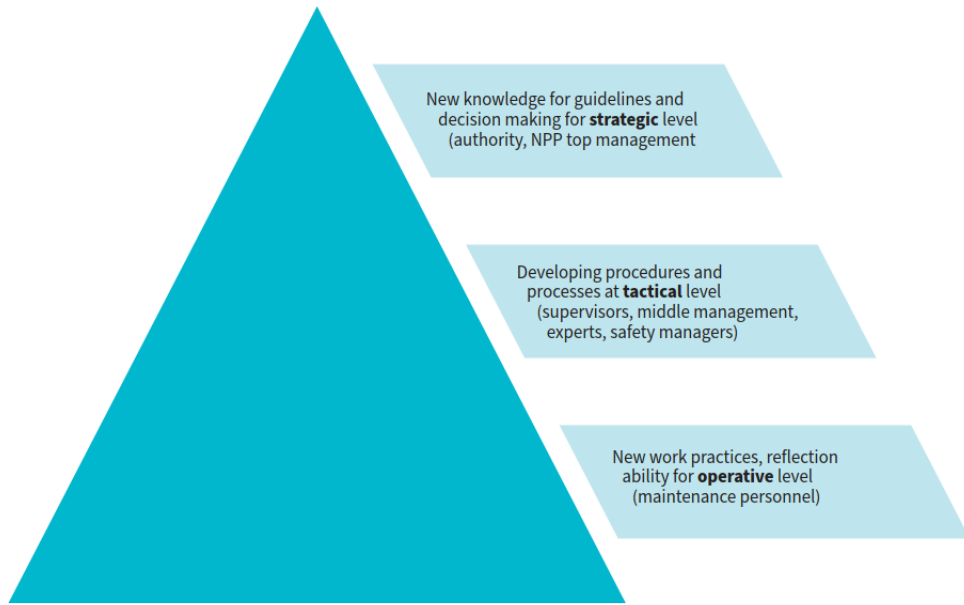 New knowledge for guidelines and
decision making for strategic level
(authority, NPP top management
Developing procedures and
processes at tactical level
(supervisors, middle management,
experts, safety managers)
New work practices, reflection
ability for operative level
(maintenance personnel)